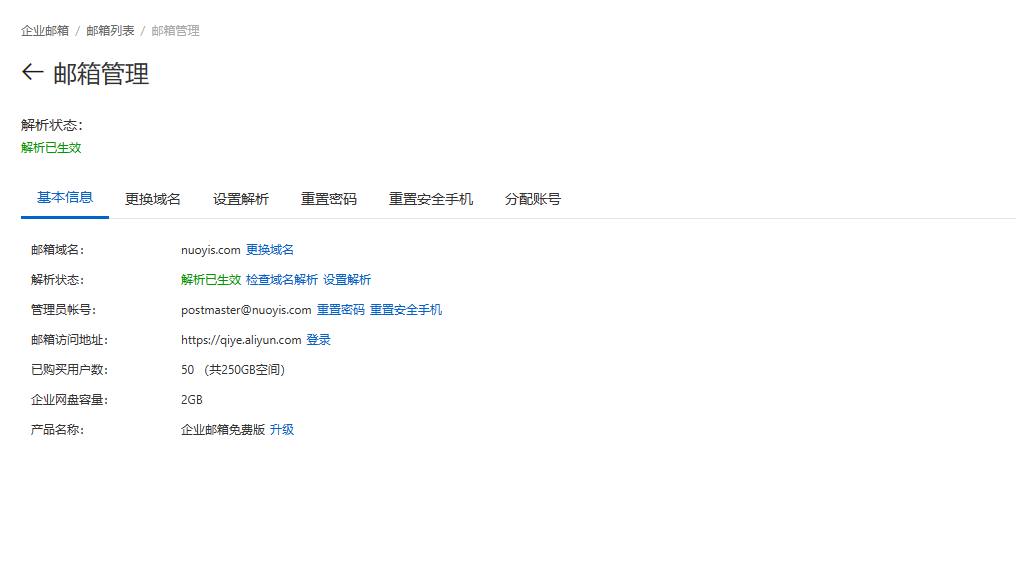 企业邮箱 / 邮箱列表 / 邮箱管理
← 邮箱管理
解析状态:
解析已生效
基本信息 更换域名 设置解析 重置密码 重置安全手机 分配账号
邮箱域名: nuoyis.com 更换域名
解析状态: 解析已生效 检查域名解析 设置解析
管理员帐号: postmaster@nuoyis.com 重置密码 重置安全手机
邮箱访问地址: https://qiye.aliyun.com 登录
已购买用户数: 50 （共250GB空间）
企业网盘容量: 2GB
产品名称: 企业邮箱免费版 升级